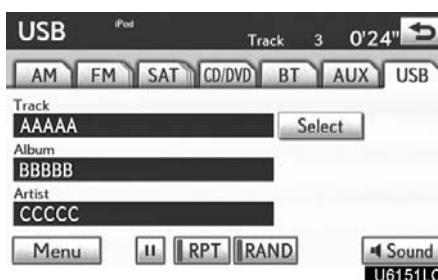 USB iPod Track 3 0'24"
AM FM SAT CD/DVD BT AUX USB
Track
AAAAA Select
Album
BBBBB
Artist
CCCCC
Menu RPT RAND Sound
U6151LC